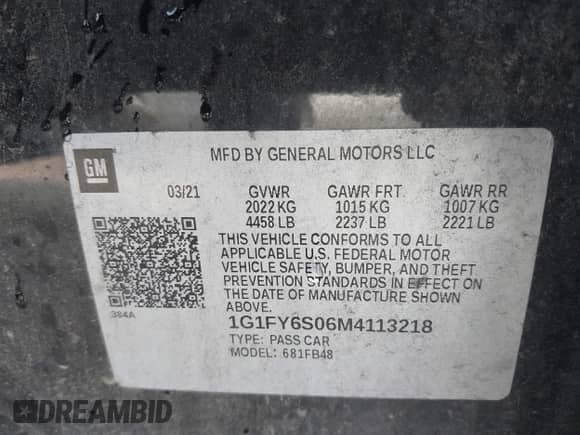 GM
MFD BY GENERAL MOTORS LLC
03/21 GVWR GAWR FRT GAWR RR
2022 KG 1015 KG 1007 KG
4458 LB 2237 LB 2221 LB
THIS VEHICLE CONFORMS TO ALL
APPLICABLE U.S. FEDERAL MOTOR
VEHICLE SAFETY, BUMPER, AND THEFT
PREVENTION STANDARDS IN EFFECT ON
THE DATE OF MANUFACTURE SHOWN
ABOVE.
384A
1G1FY6S06M4113218
TYPE: PASS CAR
MODEL: 681FB48
DREAMBID